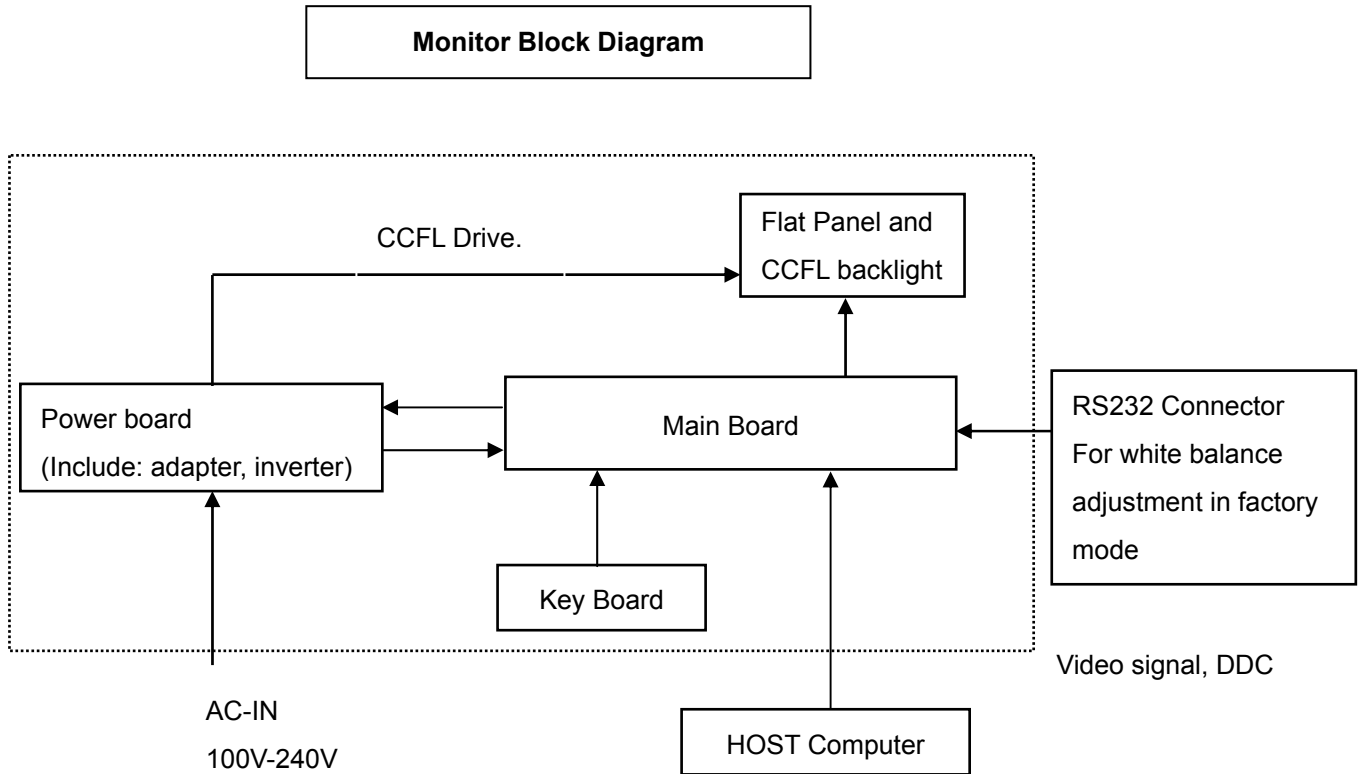 Monitor Block Diagram
CCFL Drive.
Flat Panel and
CCFL backlight
Power board
(Include: adapter, inverter)
Main Board
RS232 Connector
For white balance
adjustment in factory
mode
Key Board
Video signal, DDC
AC-IN
100V-240V
HOST Computer